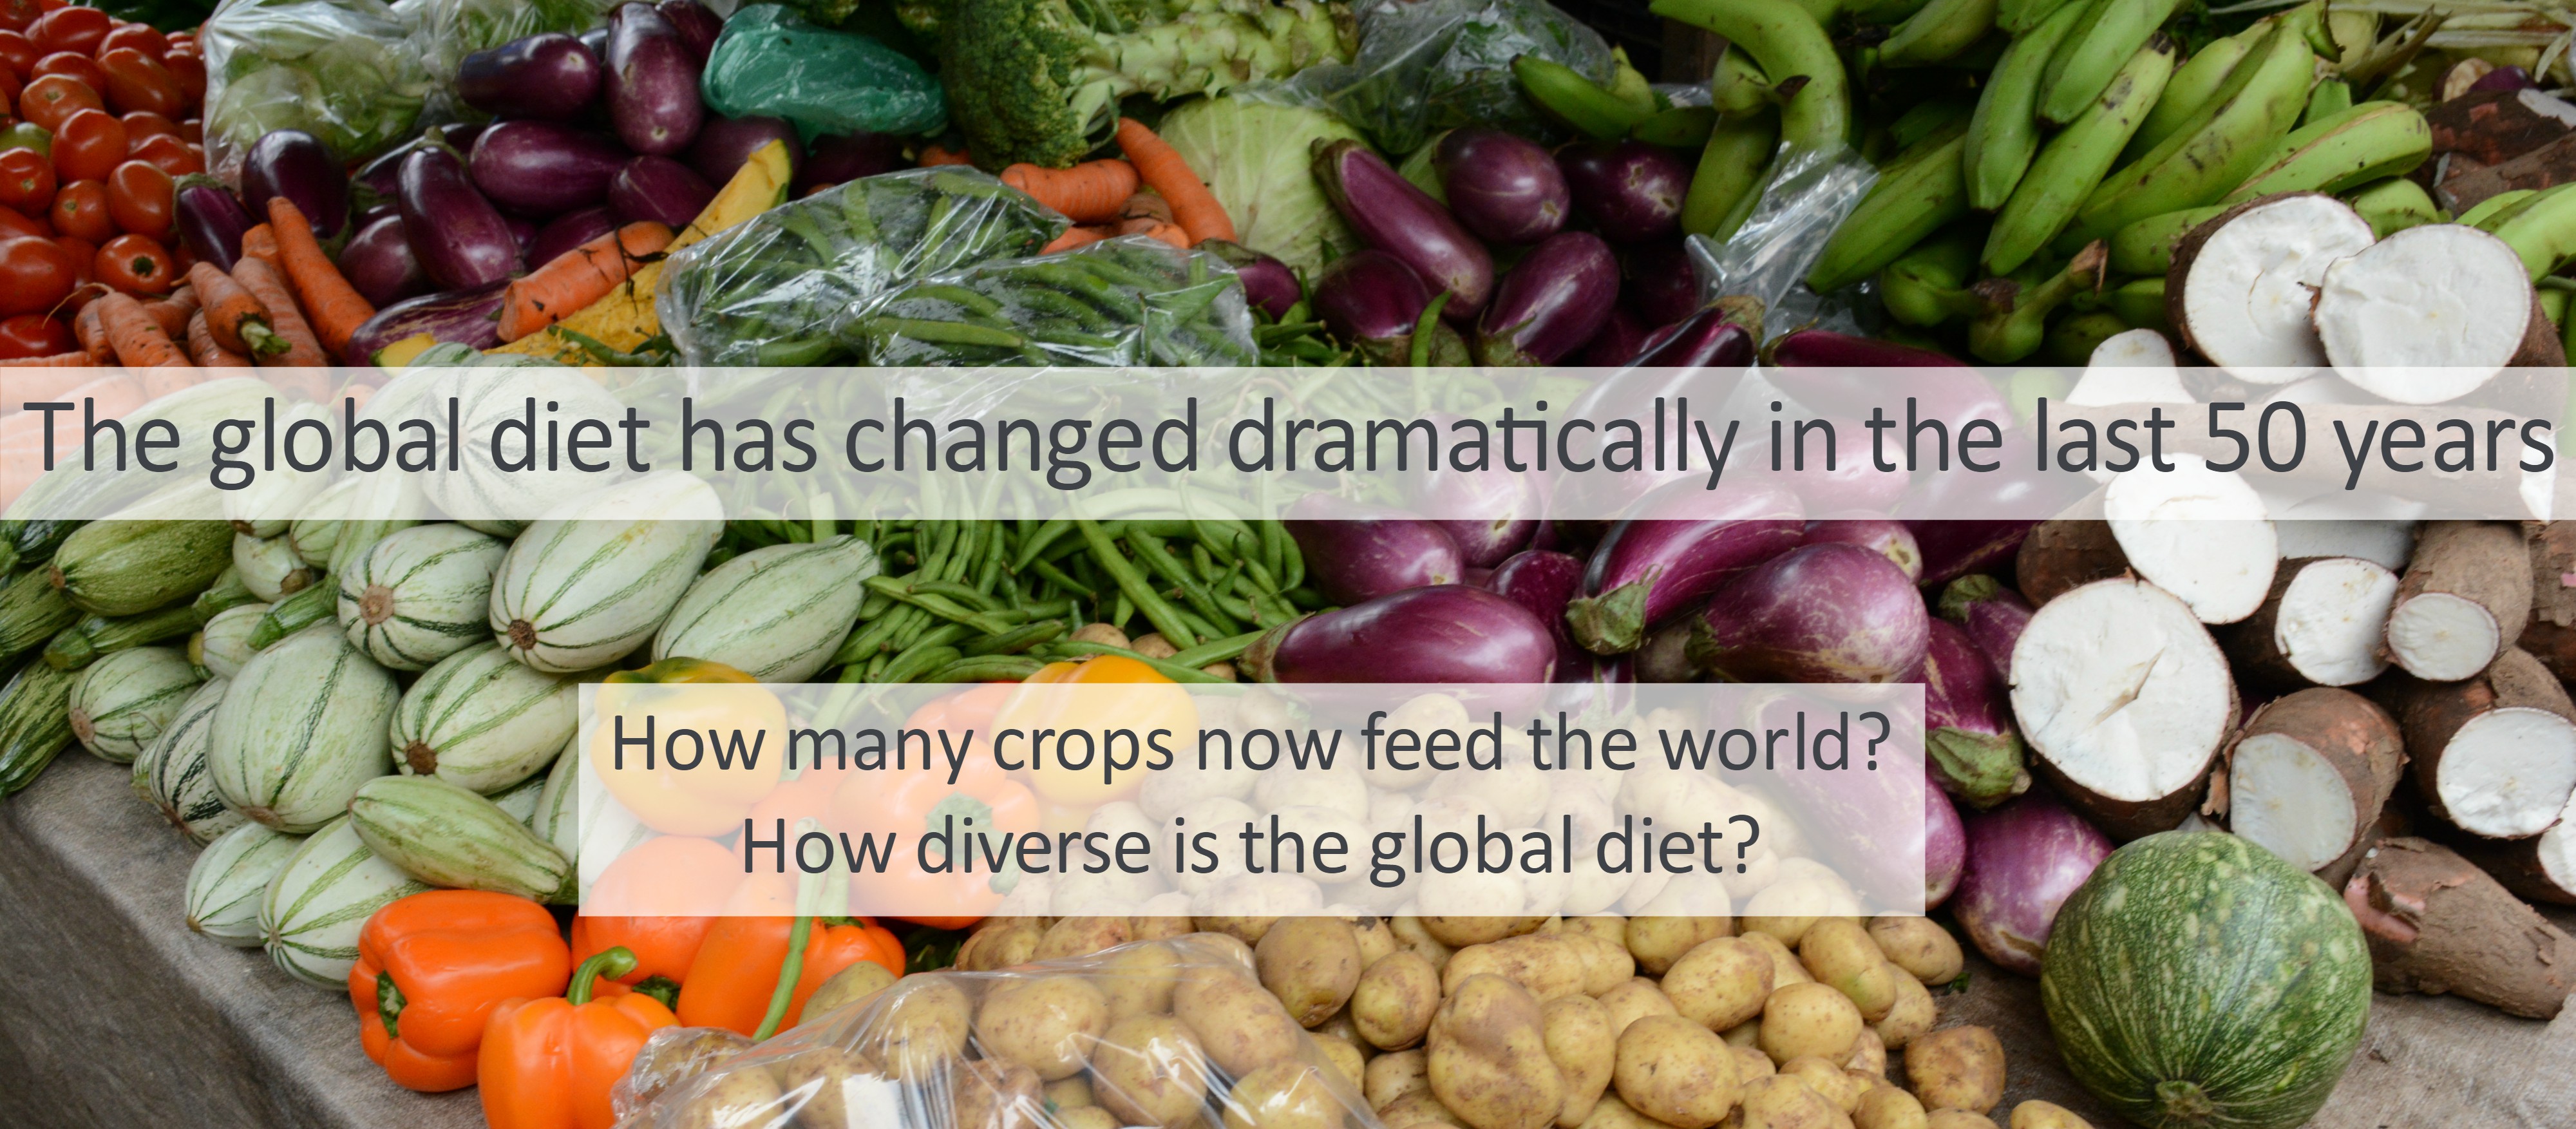 The global diet has changed dramatically in the last 50 years
How many crops now feed the world?
How diverse is the global diet?